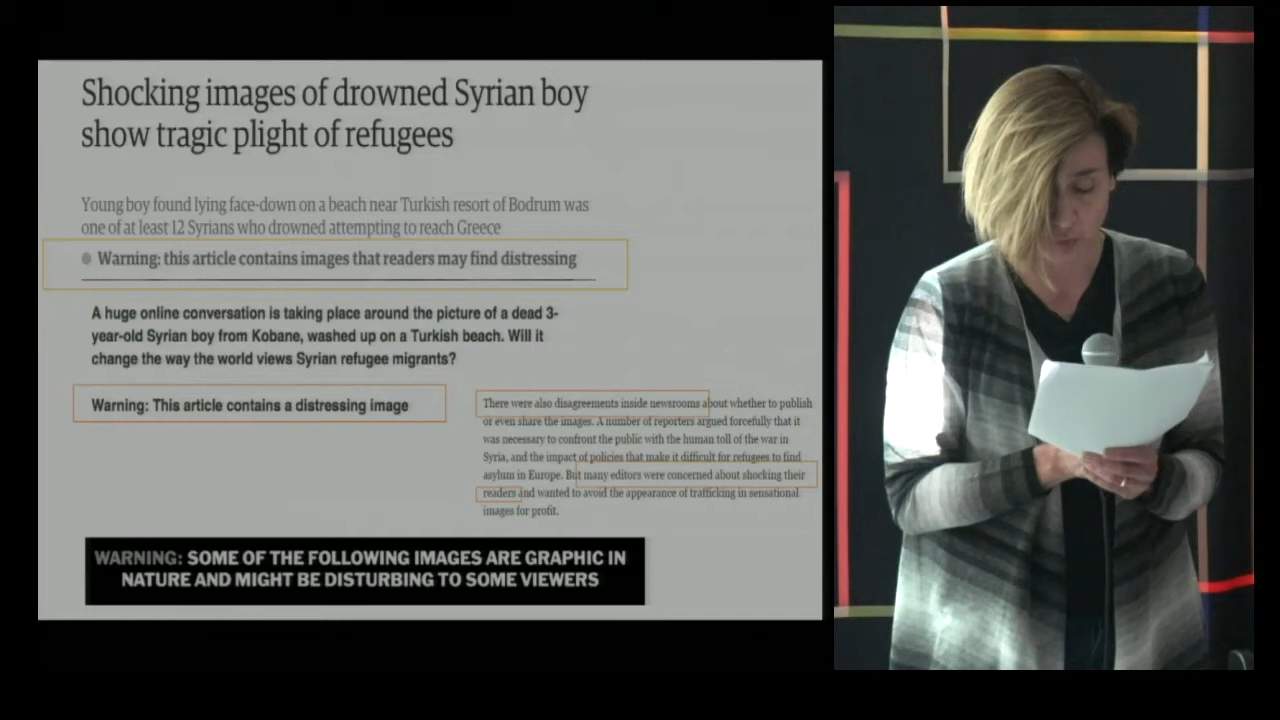 Shocking images of drowned Syrian boy
show tragic plight of refugees
Young boy found lying face-down on a beach near Turkish resort of Bodrum was
one of at least 12 Syrians who drowned attempting to reach Greece
Warning: this article contains images that readers may find distressing
A huge online conversation is taking place around the picture of a dead 3-
year-old Syrian boy from Kobane, washed up on a Turkish beach. Will it
change the way the world views Syrian refugee migrants?
Warning: This article contains a distressing image
There were also disagreements inside newsrooms about whether to publish
or even share the images. A number of reporters argued forcefully that it
was necessary to confront the public with the human toll of the war in
Syria, and the impact of policies that make it difficult for refugees to find
asylum in Europe. But many editors were concerned about shocking their
readers and wanted to avoid the appearance of trafficking in sensational
images for profit.
WARNING: SOME OF THE FOLLOWING IMAGES ARE GRAPHIC IN
NATURE AND MIGHT BE DISTURBING TO SOME VIEWERS